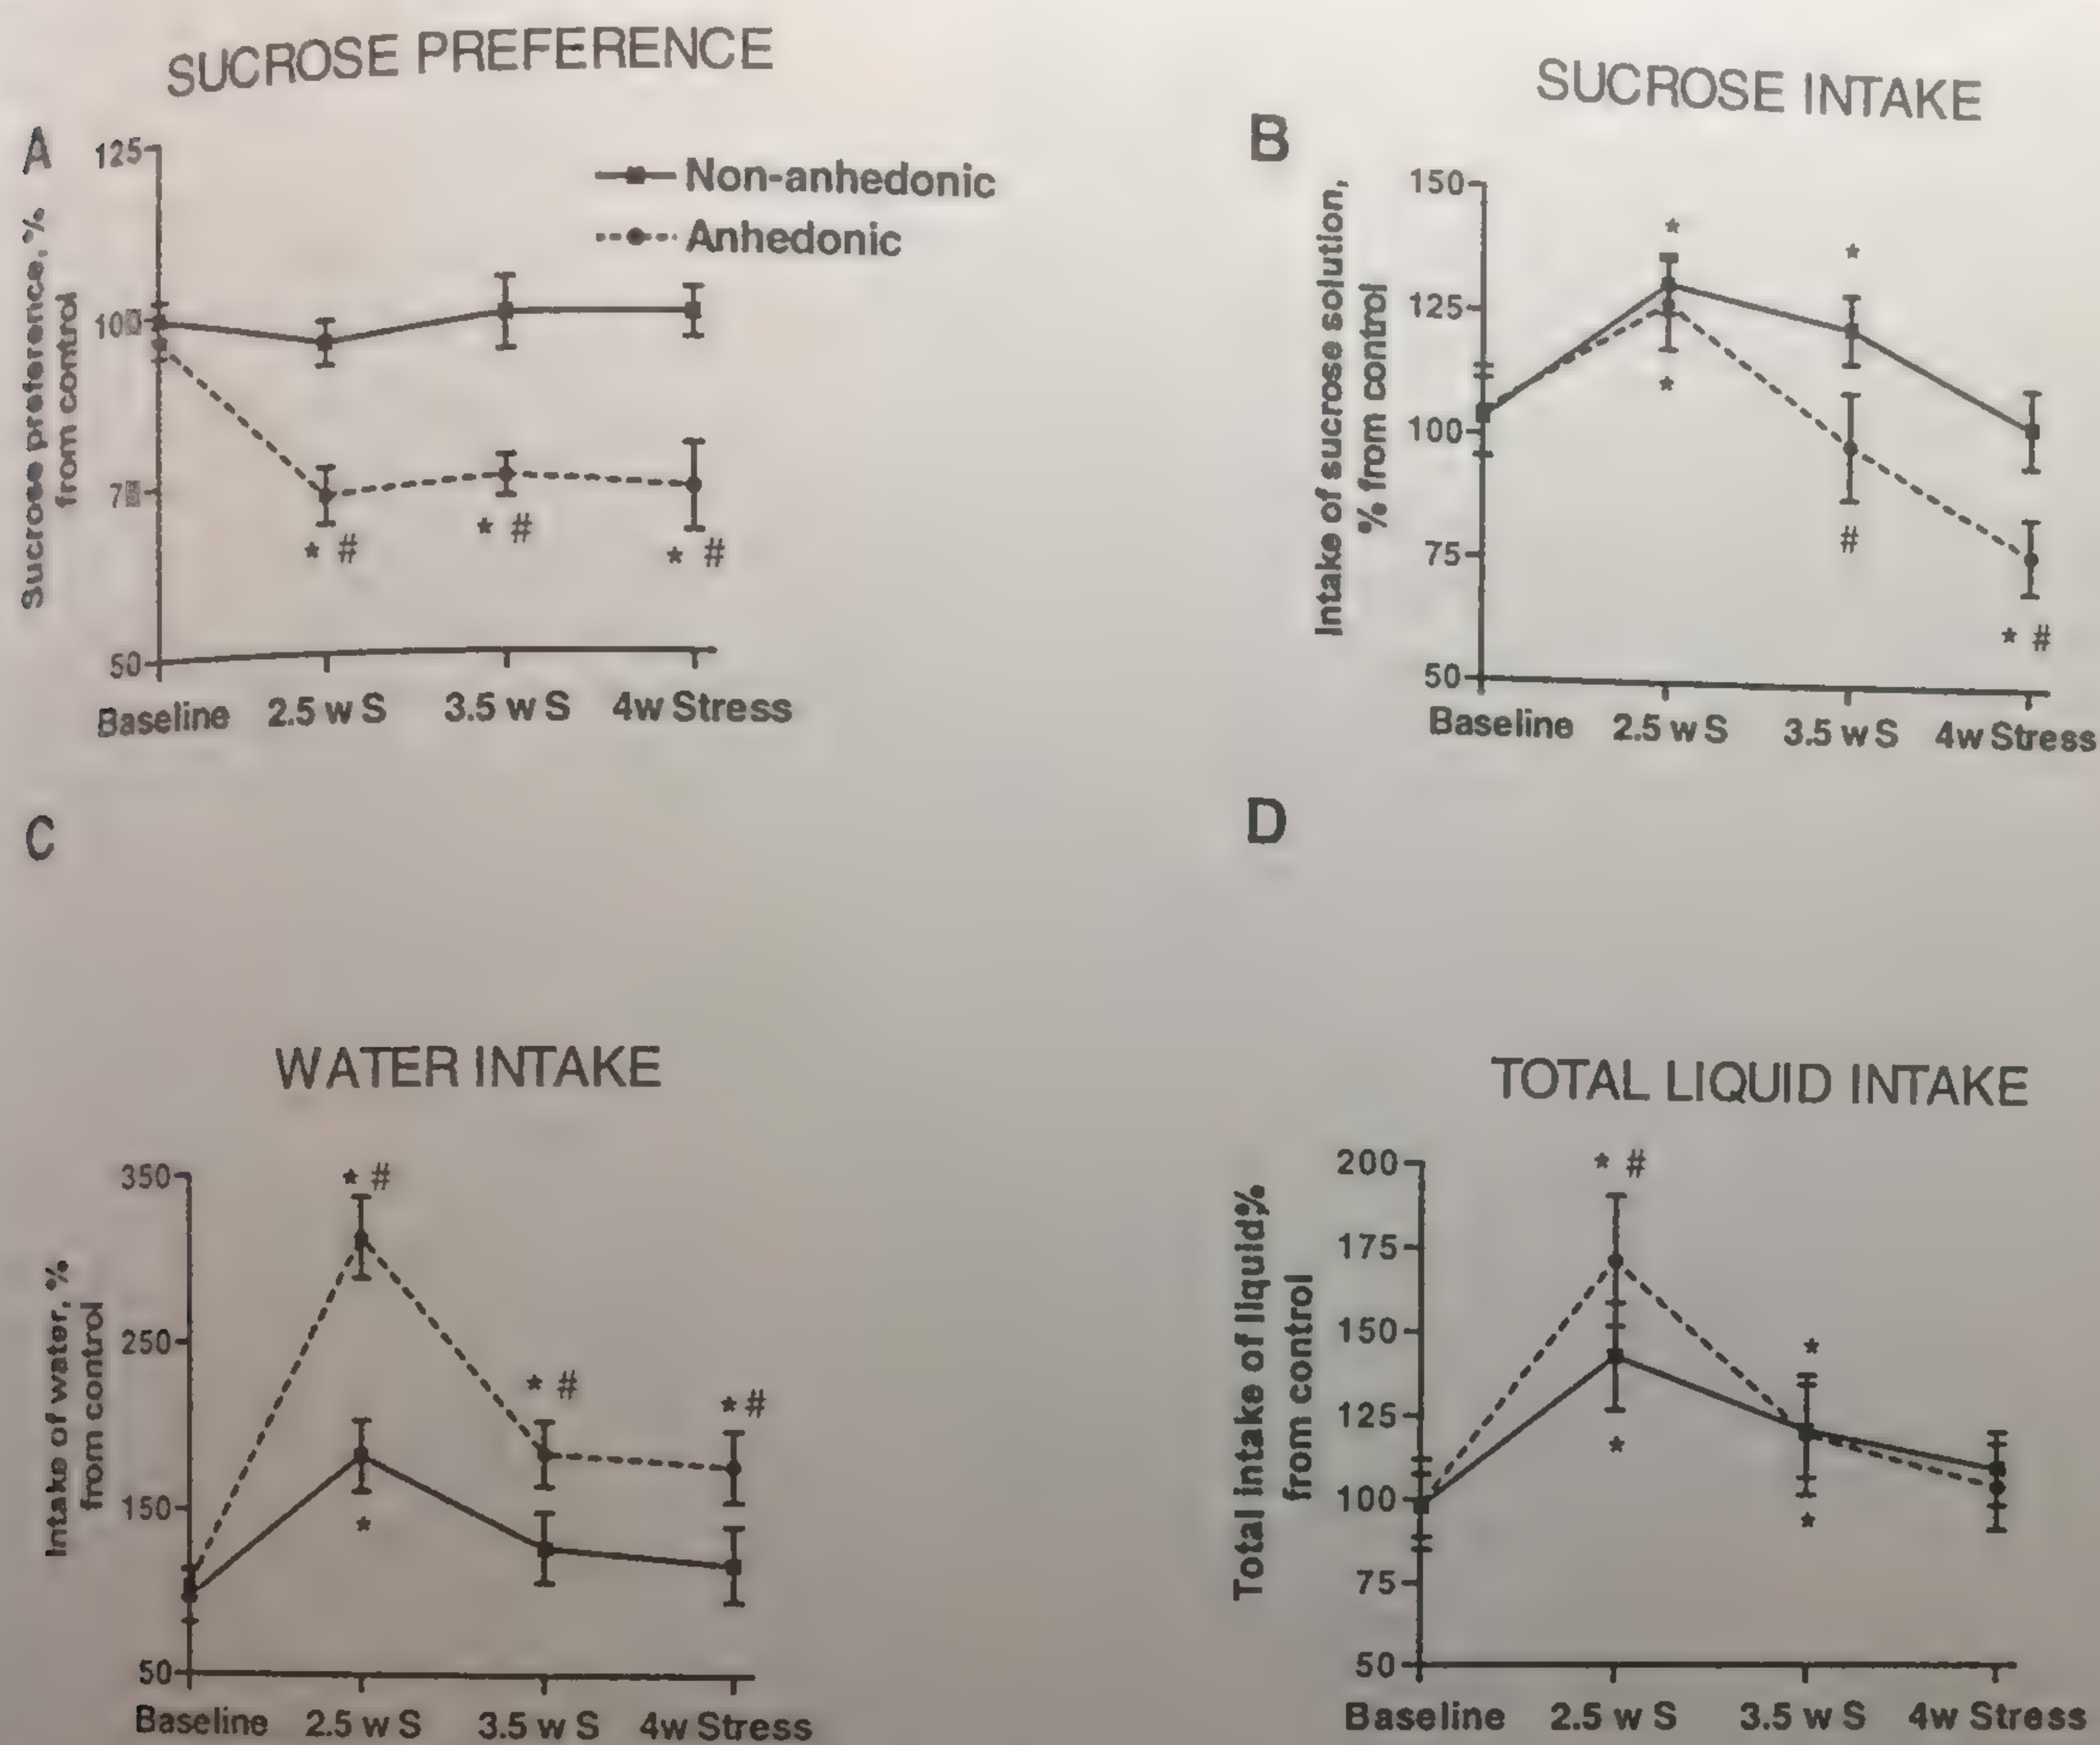 SUCROSE PREFERENCE
A
125
100
75
50
Sucrose preference, %
from control
Non-anhedonic
Anhedonic
* #
* #
* #
Baseline 2.5 w S 3.5 w S 4w Stress
SUCROSE INTAKE
B
150
125
100
75
50
Intake of sucrose solution,
% from control
*
*
*
#
* #
Baseline 2.5 w S 3.5 w S 4w Stress
C
WATER INTAKE
350
250
150
50
Intake of water, %
from control
* #
*
* #
* #
Baseline 2.5 w S 3.5 w S 4w Stress
D
TOTAL LIQUID INTAKE
200
175
150
125
100
75
50
Total intake of liquid%
from control
* #
*
*
*
Baseline 2.5 w S 3.5 w S 4w Stress